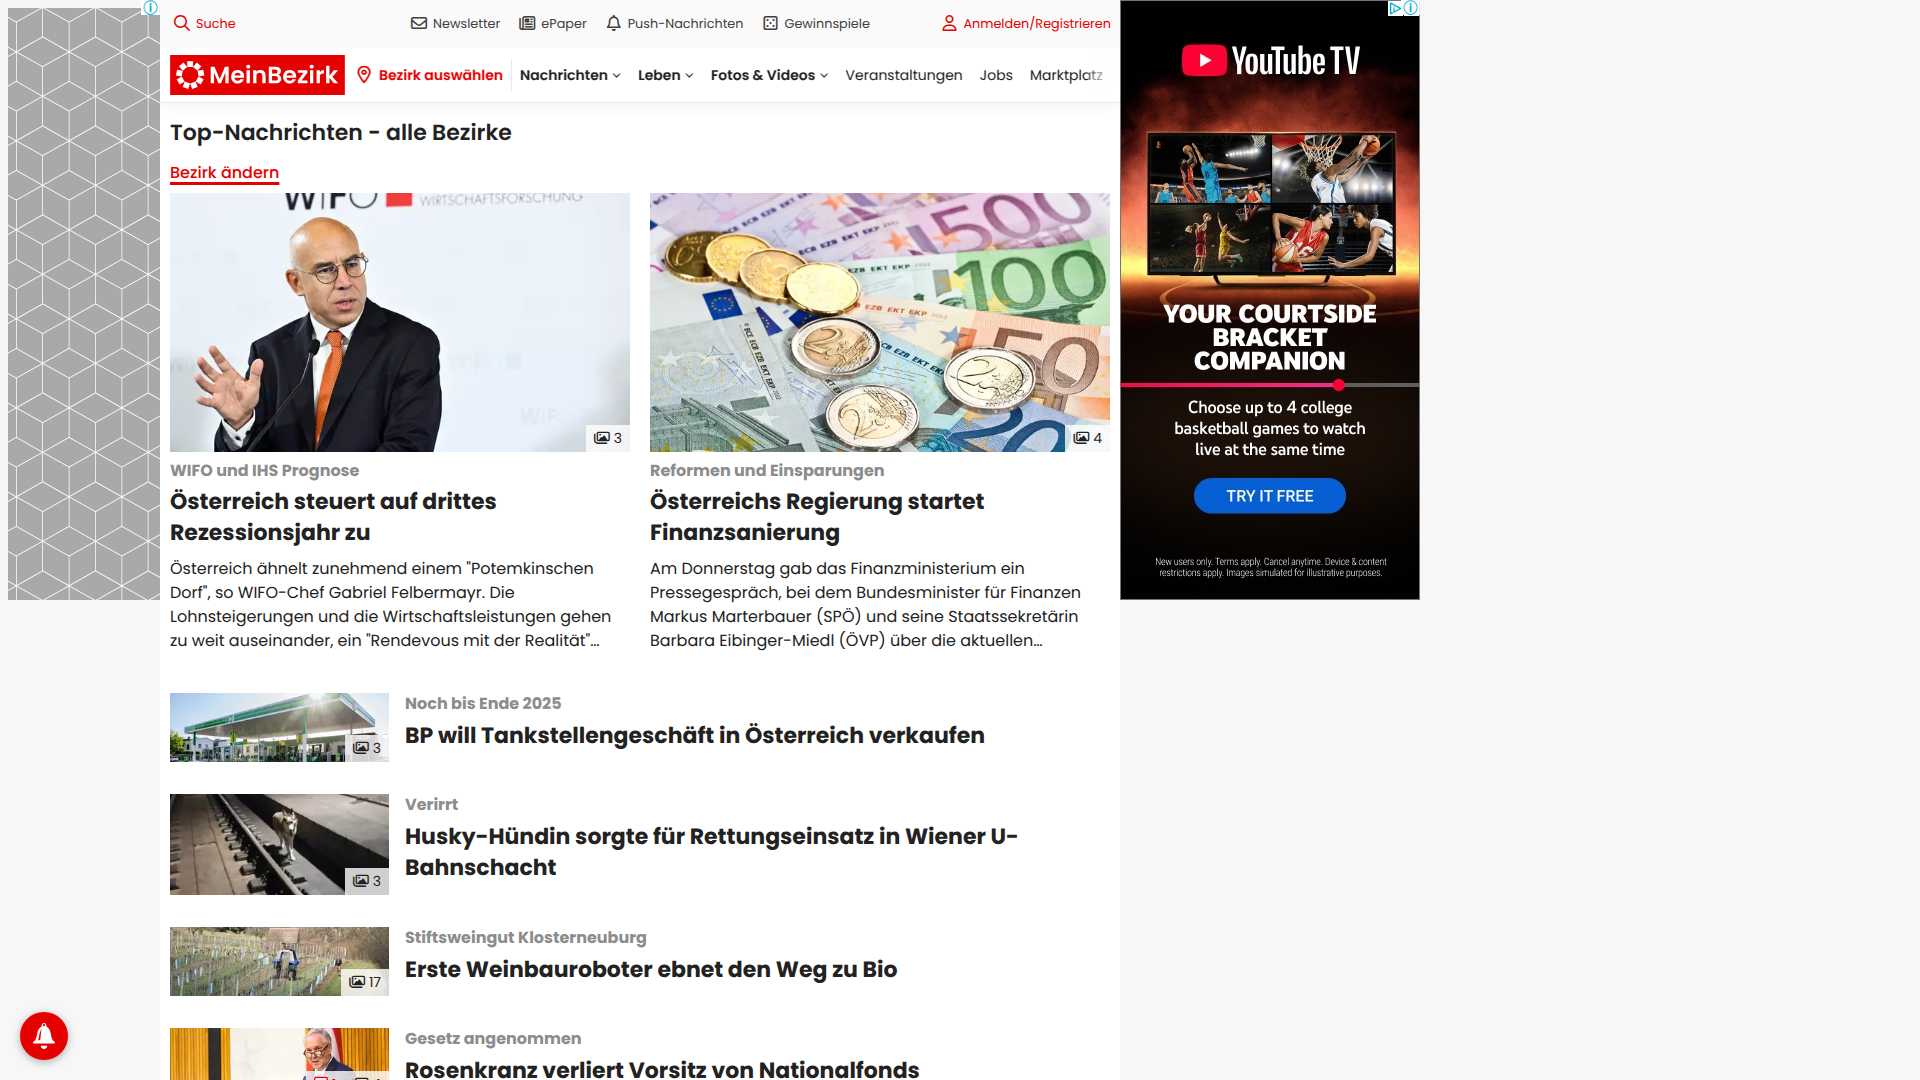 Suche
Newsletter
ePaper
Push-Nachrichten
Gewinnspiele
Anmelden/Registrieren
MeinBezirk
Bezirk auswählen
Nachrichten
Leben
Fotos & Videos
Veranstaltungen
Jobs
Marktplatz
Top-Nachrichten - alle Bezirke
Bezirk ändern
WIFO
WIRTSCHAFTSFORSCHUNG
3
WIFO und IHS Prognose
Österreich steuert auf drittes
Rezessionsjahr zu
Österreich ähnelt zunehmend einem "Potemkinschen
Dorf", so WIFO-Chef Gabriel Felbermayr. Die
Lohnsteigerungen und die Wirtschaftsleistungen gehen
zu weit auseinander, ein "Rendevous mit der Realität"...
500
100
50
20
4
Reformen und Einsparungen
Österreichs Regierung startet
Finanzsanierung
Am Donnerstag gab das Finanzministerium ein
Pressegespräch, bei dem Bundesminister für Finanzen
Markus Marterbauer (SPÖ) und seine Staatssekretärin
Barbara Eibinger-Miedl (ÖVP) über die aktuellen...
3
Noch bis Ende 2025
BP will Tankstellengeschäft in Österreich verkaufen
3
Verirrt
Husky-Hündin sorgte für Rettungseinsatz in Wiener U-
Bahnschacht
17
Stiftsweingut Klosterneuburg
Erste Weinbauroboter ebnet den Weg zu Bio
Gesetz angenommen
Rosenkranz verliert Vorsitz von Nationalfonds
YouTube TV
YOUR COURTSIDE
BRACKET
COMPANION
Choose up to 4 college
basketball games to watch
live at the same time
TRY IT FREE
New users only. Terms apply. Cancel anytime. Device & content
restrictions apply. Images simulated for illustrative purposes.